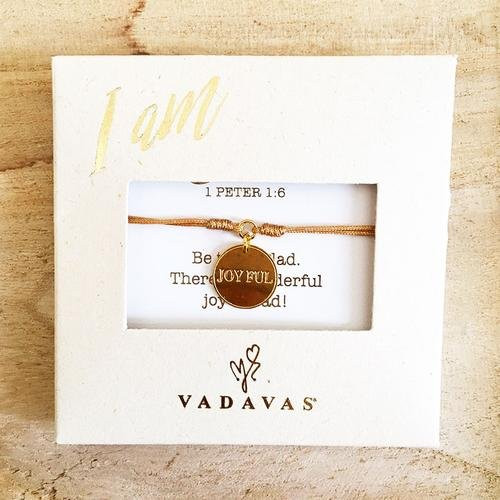 I am
1 PETER 1:6
Be lad.
There derful
JOYFUL
joy ad!
VADAVAS